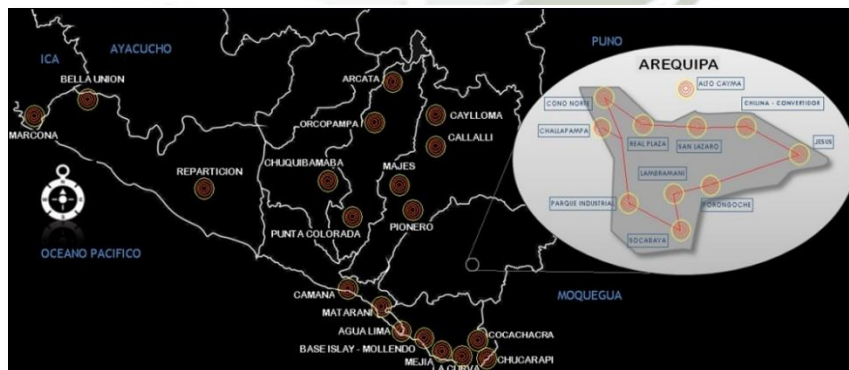 ICA
AYACUCHO
PUNO
BELLA UNION
MARCONA
ARCATA
ORCOPAMPA
CAYLLOMA
CALLALLI
REPARTICION
CHUQUIBAMABA
MAJES
PUNTA COLORADA
PIONERO
OCEANO PACIFICO
CAMANA
MATARANI
AGUA LIMA
BASE ISLAY - MOLLENDO
MEJIA
LA CURVA
COCACHACRA
CHUCARAPI
MOQUEGUA
AREQUIPA
ALTO CAYMA
CONO NORTE
CHILINA - CONVERTIDOR
CHALLAPAMPA
REAL PLAZA
SAN LAZARO
JESUS
LAMBRAMANI
PORONGOCHE
PARQUE INDUSTRIAL
SOCABAYA